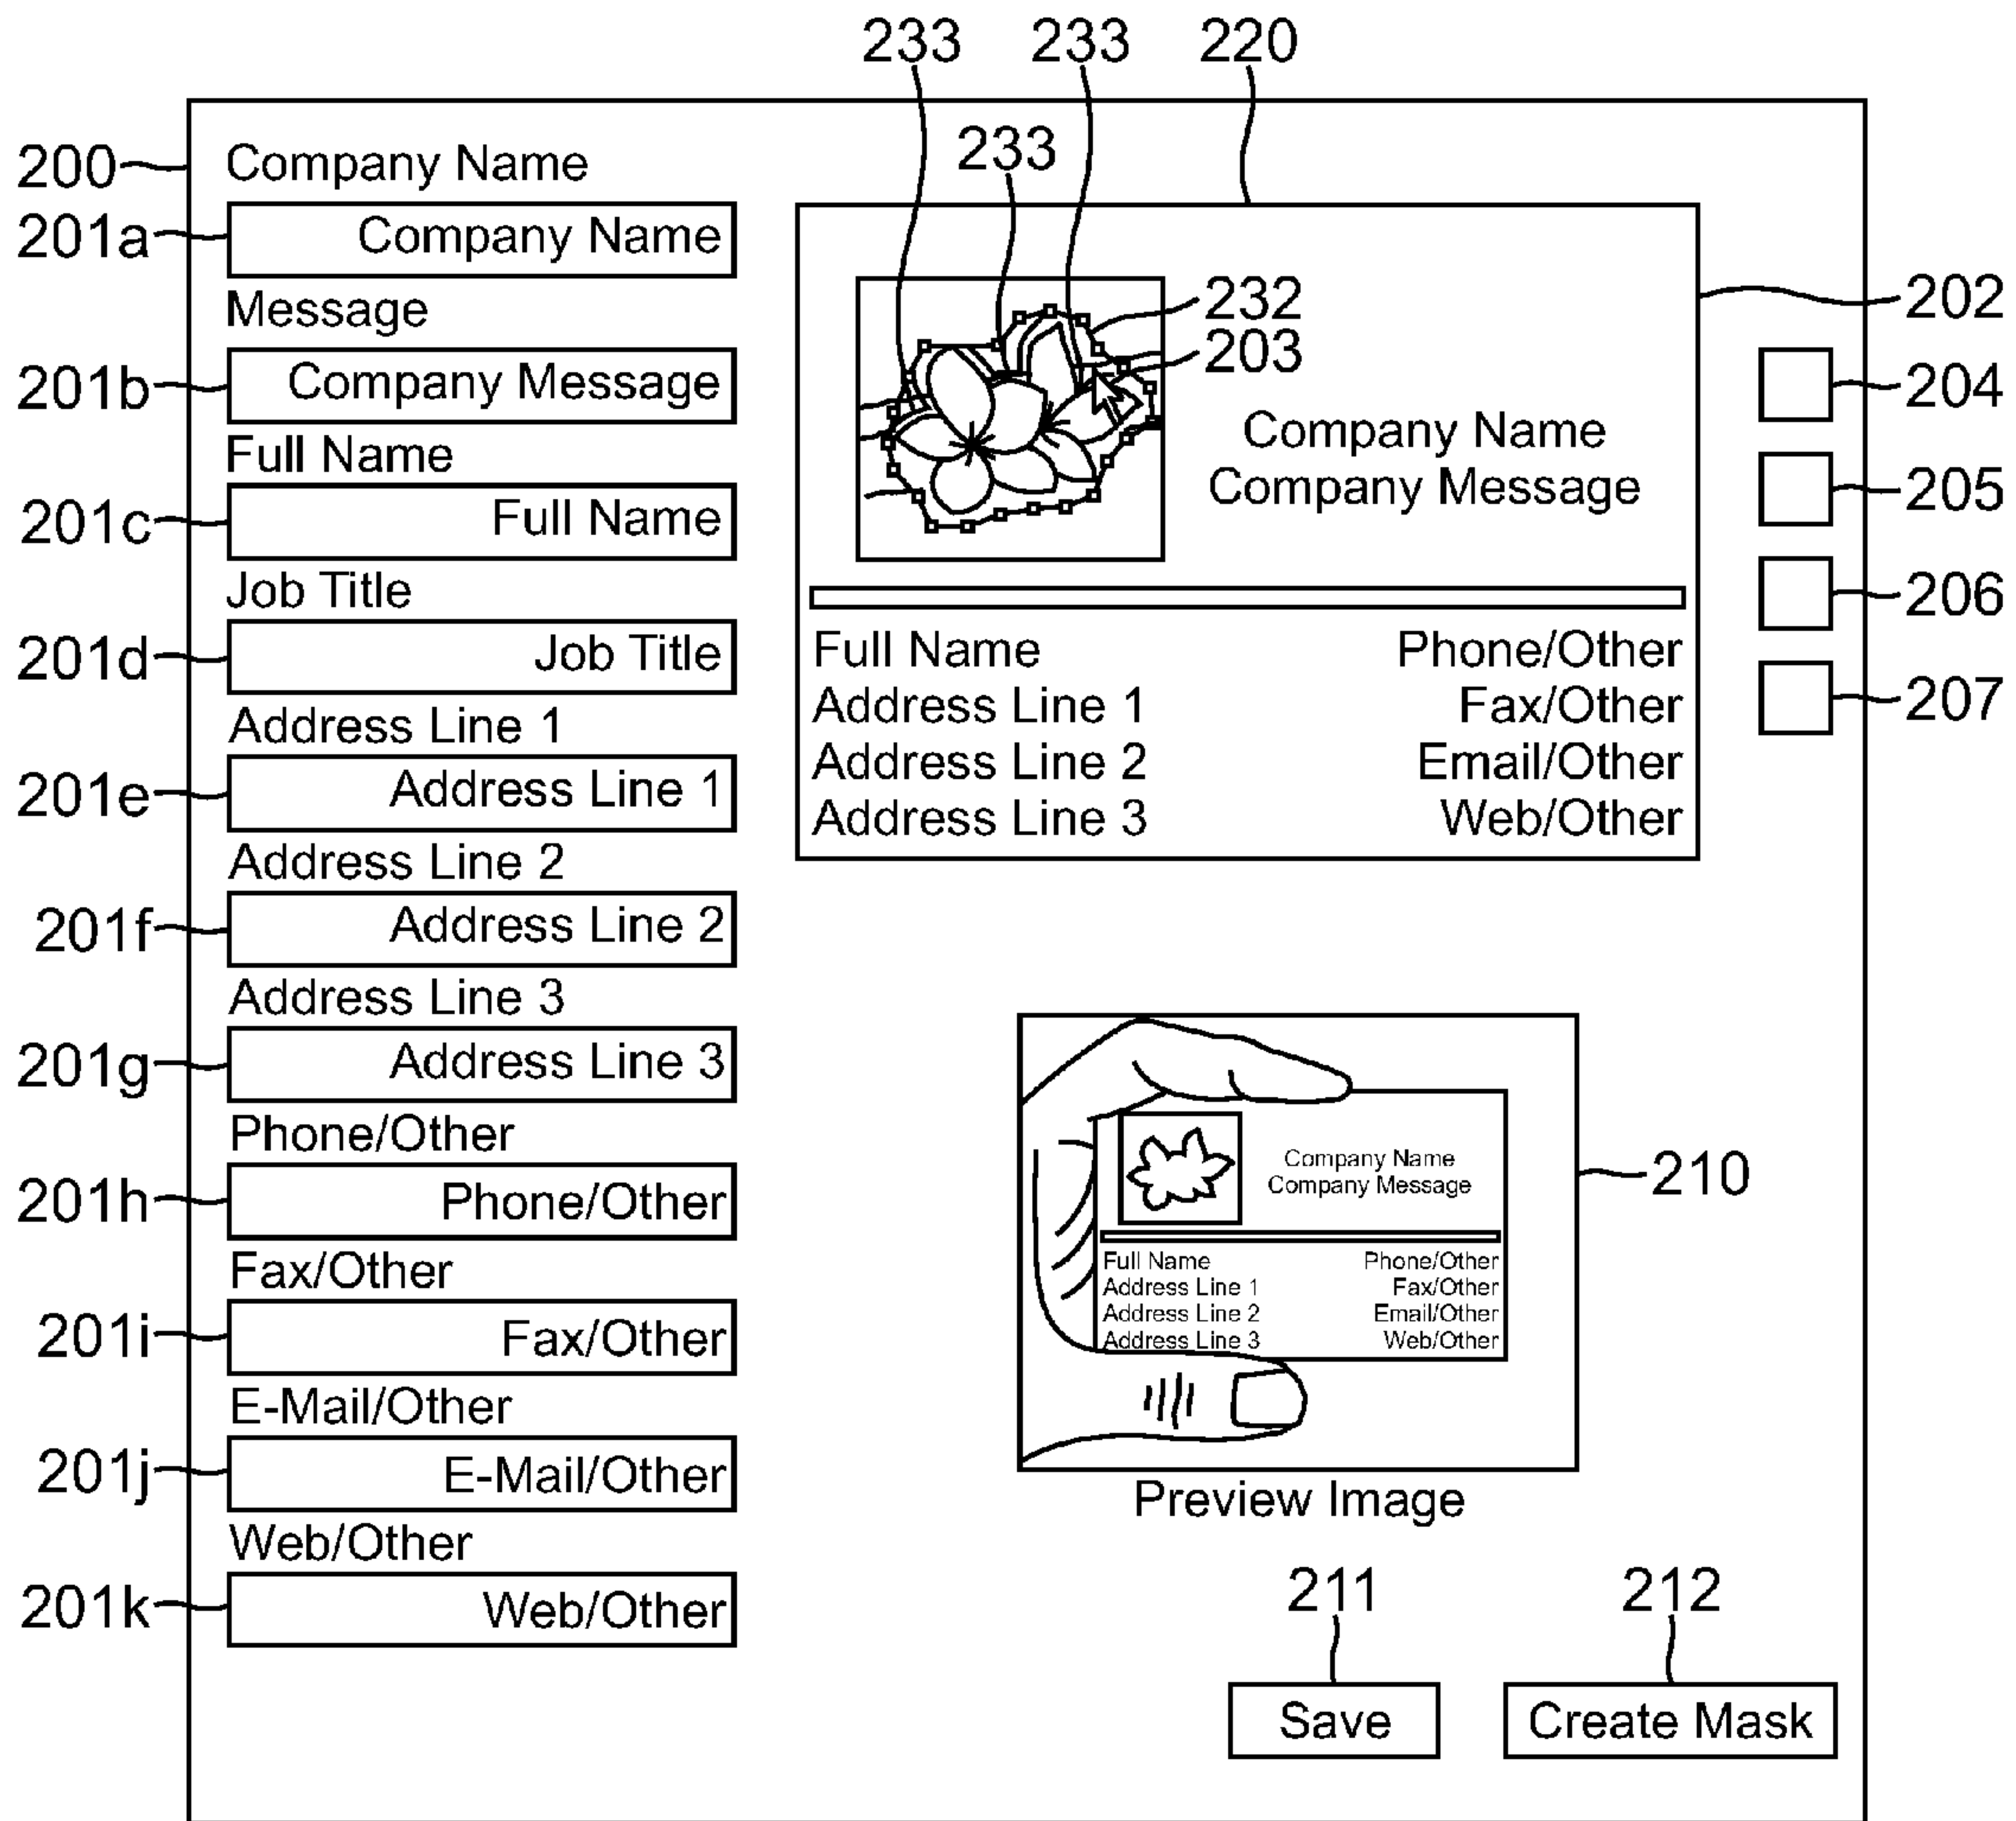 233 233 220
233
200 Company Name
201a Company Name
Message
201b Company Message
Full Name
201c Full Name
Job Title
201d Job Title
Address Line 1
201e Address Line 1
Address Line 2
201f Address Line 2
Address Line 3
201g Address Line 3
Phone/Other
201h Phone/Other
Fax/Other
201i Fax/Other
E-Mail/Other
201j E-Mail/Other
Web/Other
201k Web/Other
232
203
Company Name
Company Message
Full Name Phone/Other
Address Line 1 Fax/Other
Address Line 2 Email/Other
Address Line 3 Web/Other
202
204
205
206
207
Company Name
Company Message
Full Name Phone/Other
Address Line 1 Fax/Other
Address Line 2 Email/Other
Address Line 3 Web/Other
210
Preview Image
211 212
Save Create Mask